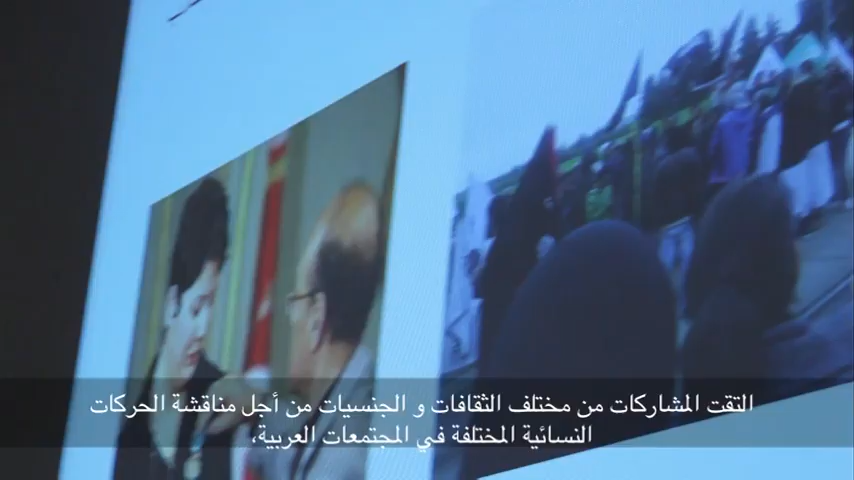 التقت المشاركات من مختلف الثقافات و الجنسيات من أجل مناقشة الحركات
النسائية المختلفة في المجتمعات العربية،